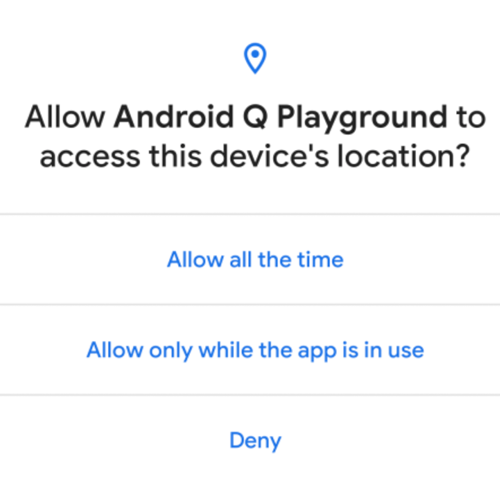 Allow Android Q Playground to
access this device's location?
Allow all the time
Allow only while the app is in use
Deny